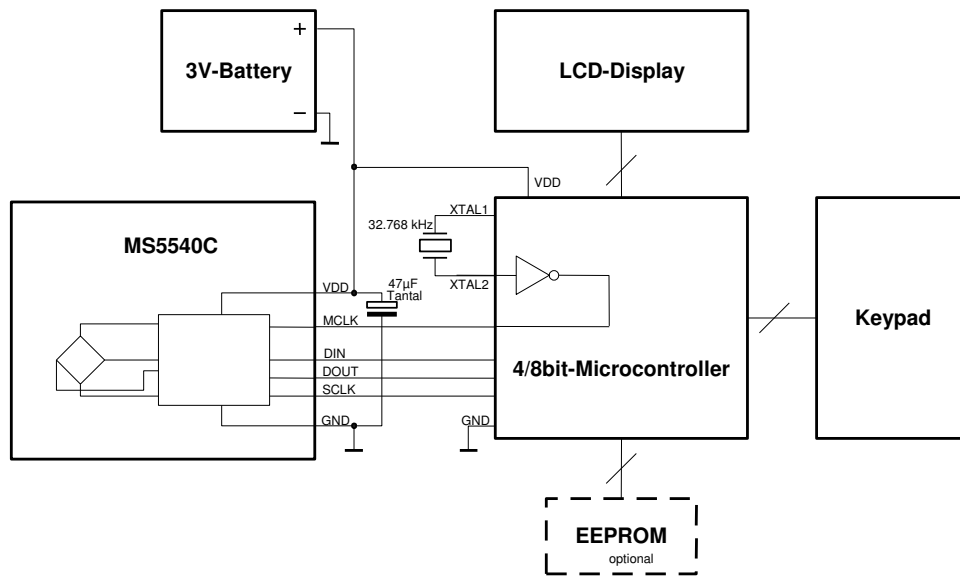 +
3V-Battery
−
LCD-Display
VDD
MS5540C
32.768 kHz
XTAL1
XTAL2
47µF
Tantal
VDD
MCLK
DIN
DOUT
SCLK
GND
GND
4/8bit-Microcontroller
Keypad
EEPROM
optional